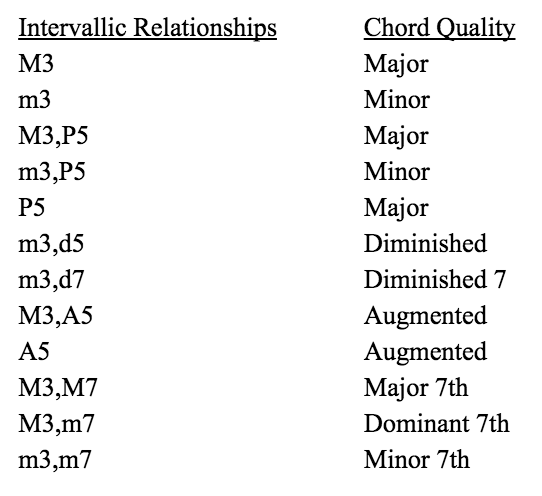 Intervallic Relationships Chord Quality
M3 Major
m3 Minor
M3,P5 Major
m3,P5 Minor
P5 Major
m3,d5 Diminished
m3,d7 Diminished 7
M3,A5 Augmented
A5 Augmented
M3,M7 Major 7th
M3,m7 Dominant 7th
m3,m7 Minor 7th